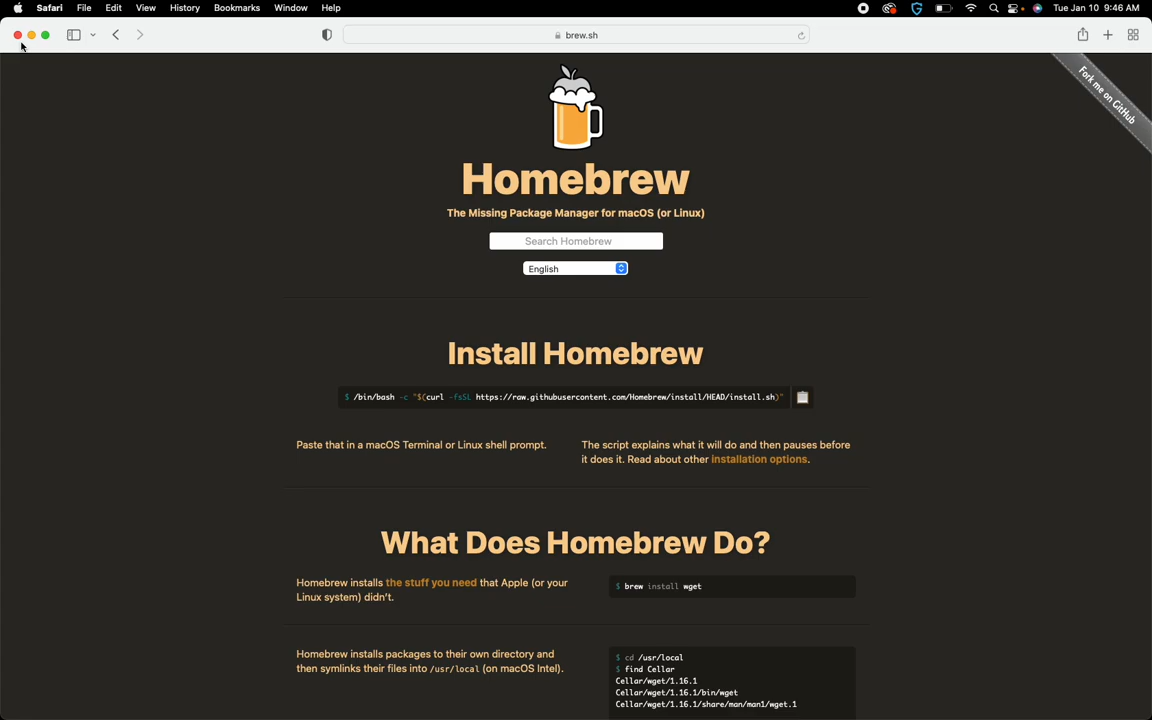 Safari File Edit View History Bookmarks Window Help Tue Jan 10 9:46 AM
brew.sh
Fork me on GitHub
Homebrew
The Missing Package Manager for macOS (or Linux)
Search Homebrew
English
Install Homebrew
$ /bin/bash -c "$(curl -fsSL https://raw.githubusercontent.com/Homebrew/install/HEAD/install.sh)"
Paste that in a macOS Terminal or Linux shell prompt.
The script explains what it will do and then pauses before
it does it. Read about other installation options.
What Does Homebrew Do?
Homebrew installs the stuff you need that Apple (or your
Linux system) didn't.
$ brew install wget
Homebrew installs packages to their own directory and
then symlinks their files into /usr/local (on macOS Intel).
$ cd /usr/local
$ find Cellar
Cellar/wget/1.16.1
Cellar/wget/1.16.1/bin/wget
Cellar/wget/1.16.1/share/man/man1/wget.1